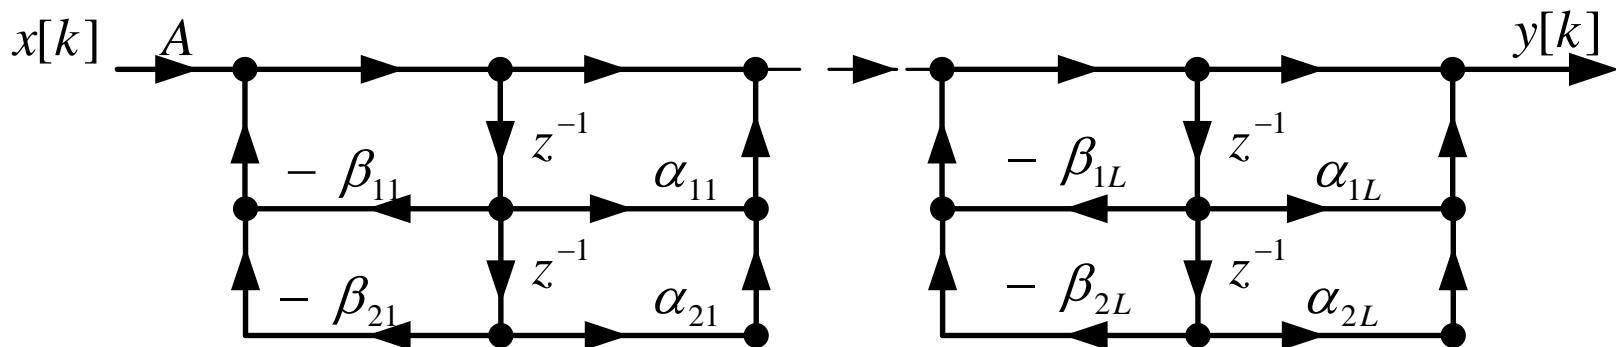 x[k] A y[k]
z⁻¹ z⁻¹
− β₁₁ α₁₁ − β₁L α₁L
z⁻¹ z⁻¹
− β₂₁ α₂₁ − β₂L α₂L